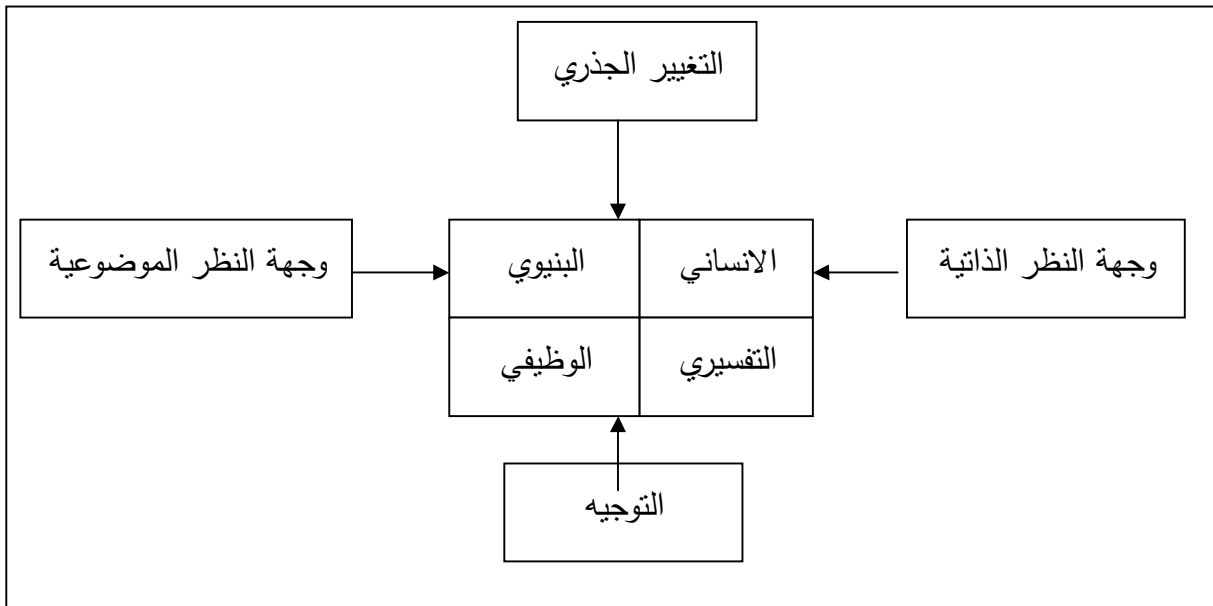 التغيير الجذري
وجهة النظر الذاتية
الانساني
البنيوي
وجهة النظر الموضوعية
التفسيري
الوظيفي
التوجيه